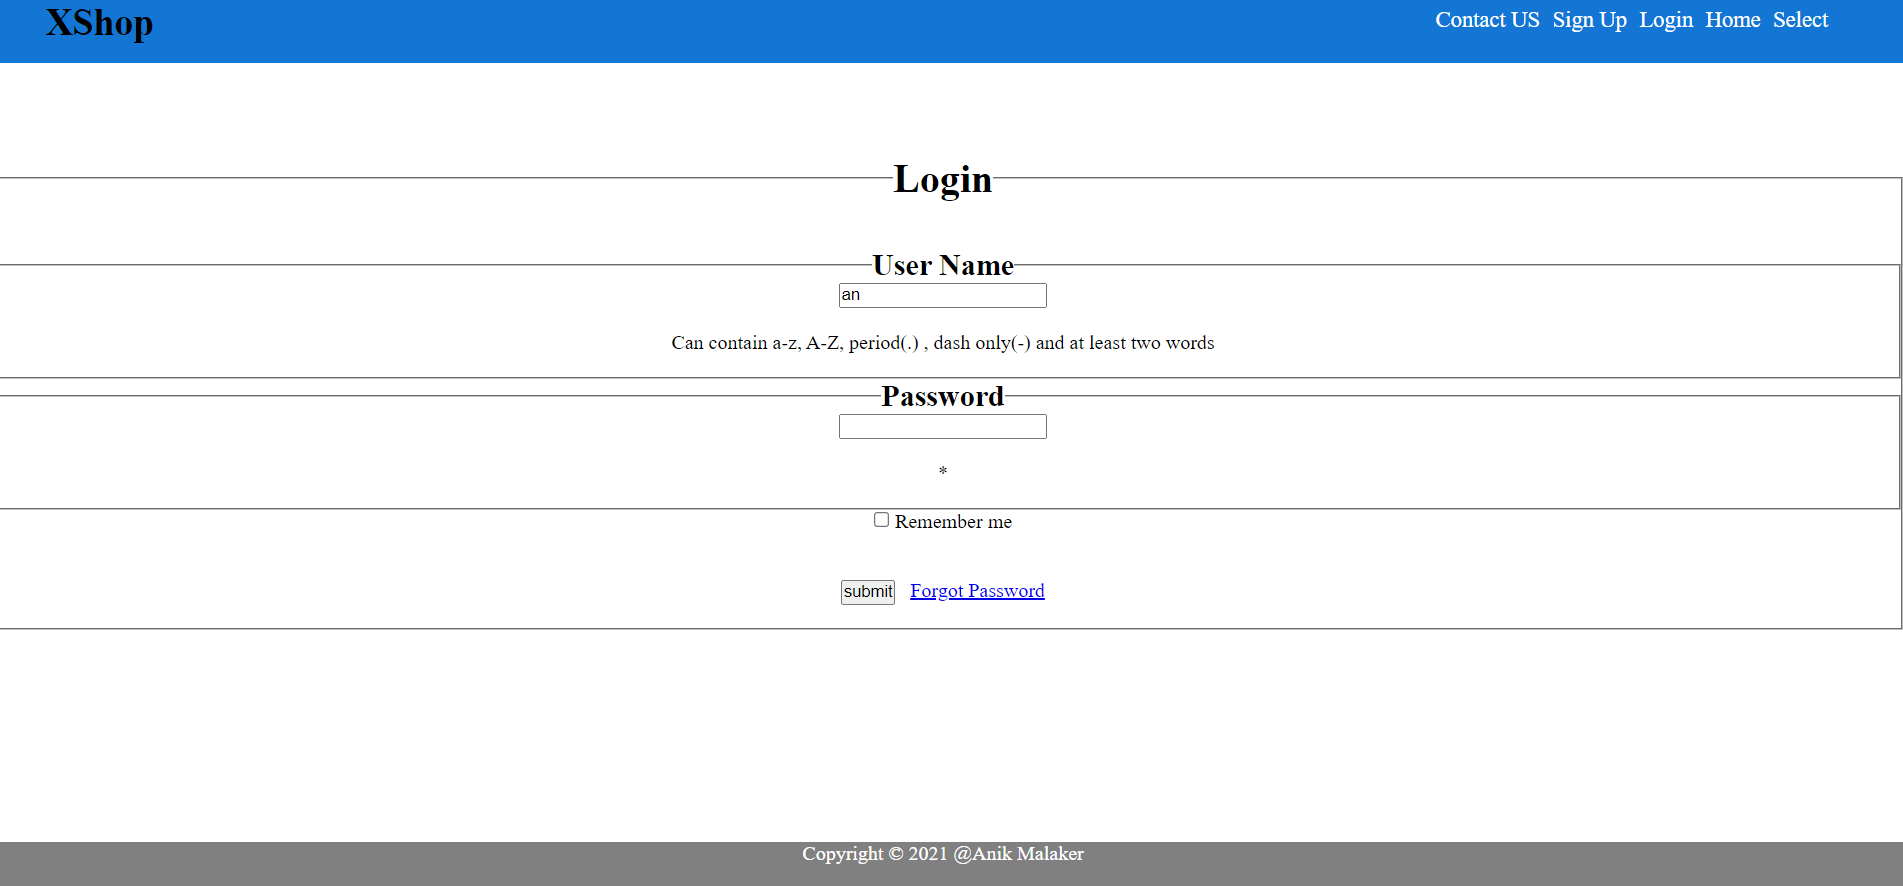 XShop
Contact US Sign Up Login Home Select
Login
User Name
an
Can contain a-z, A-Z, period(.) , dash only(-) and at least two words
Password
*
Remember me
submit Forgot Password
Copyright © 2021 @Anik Malaker